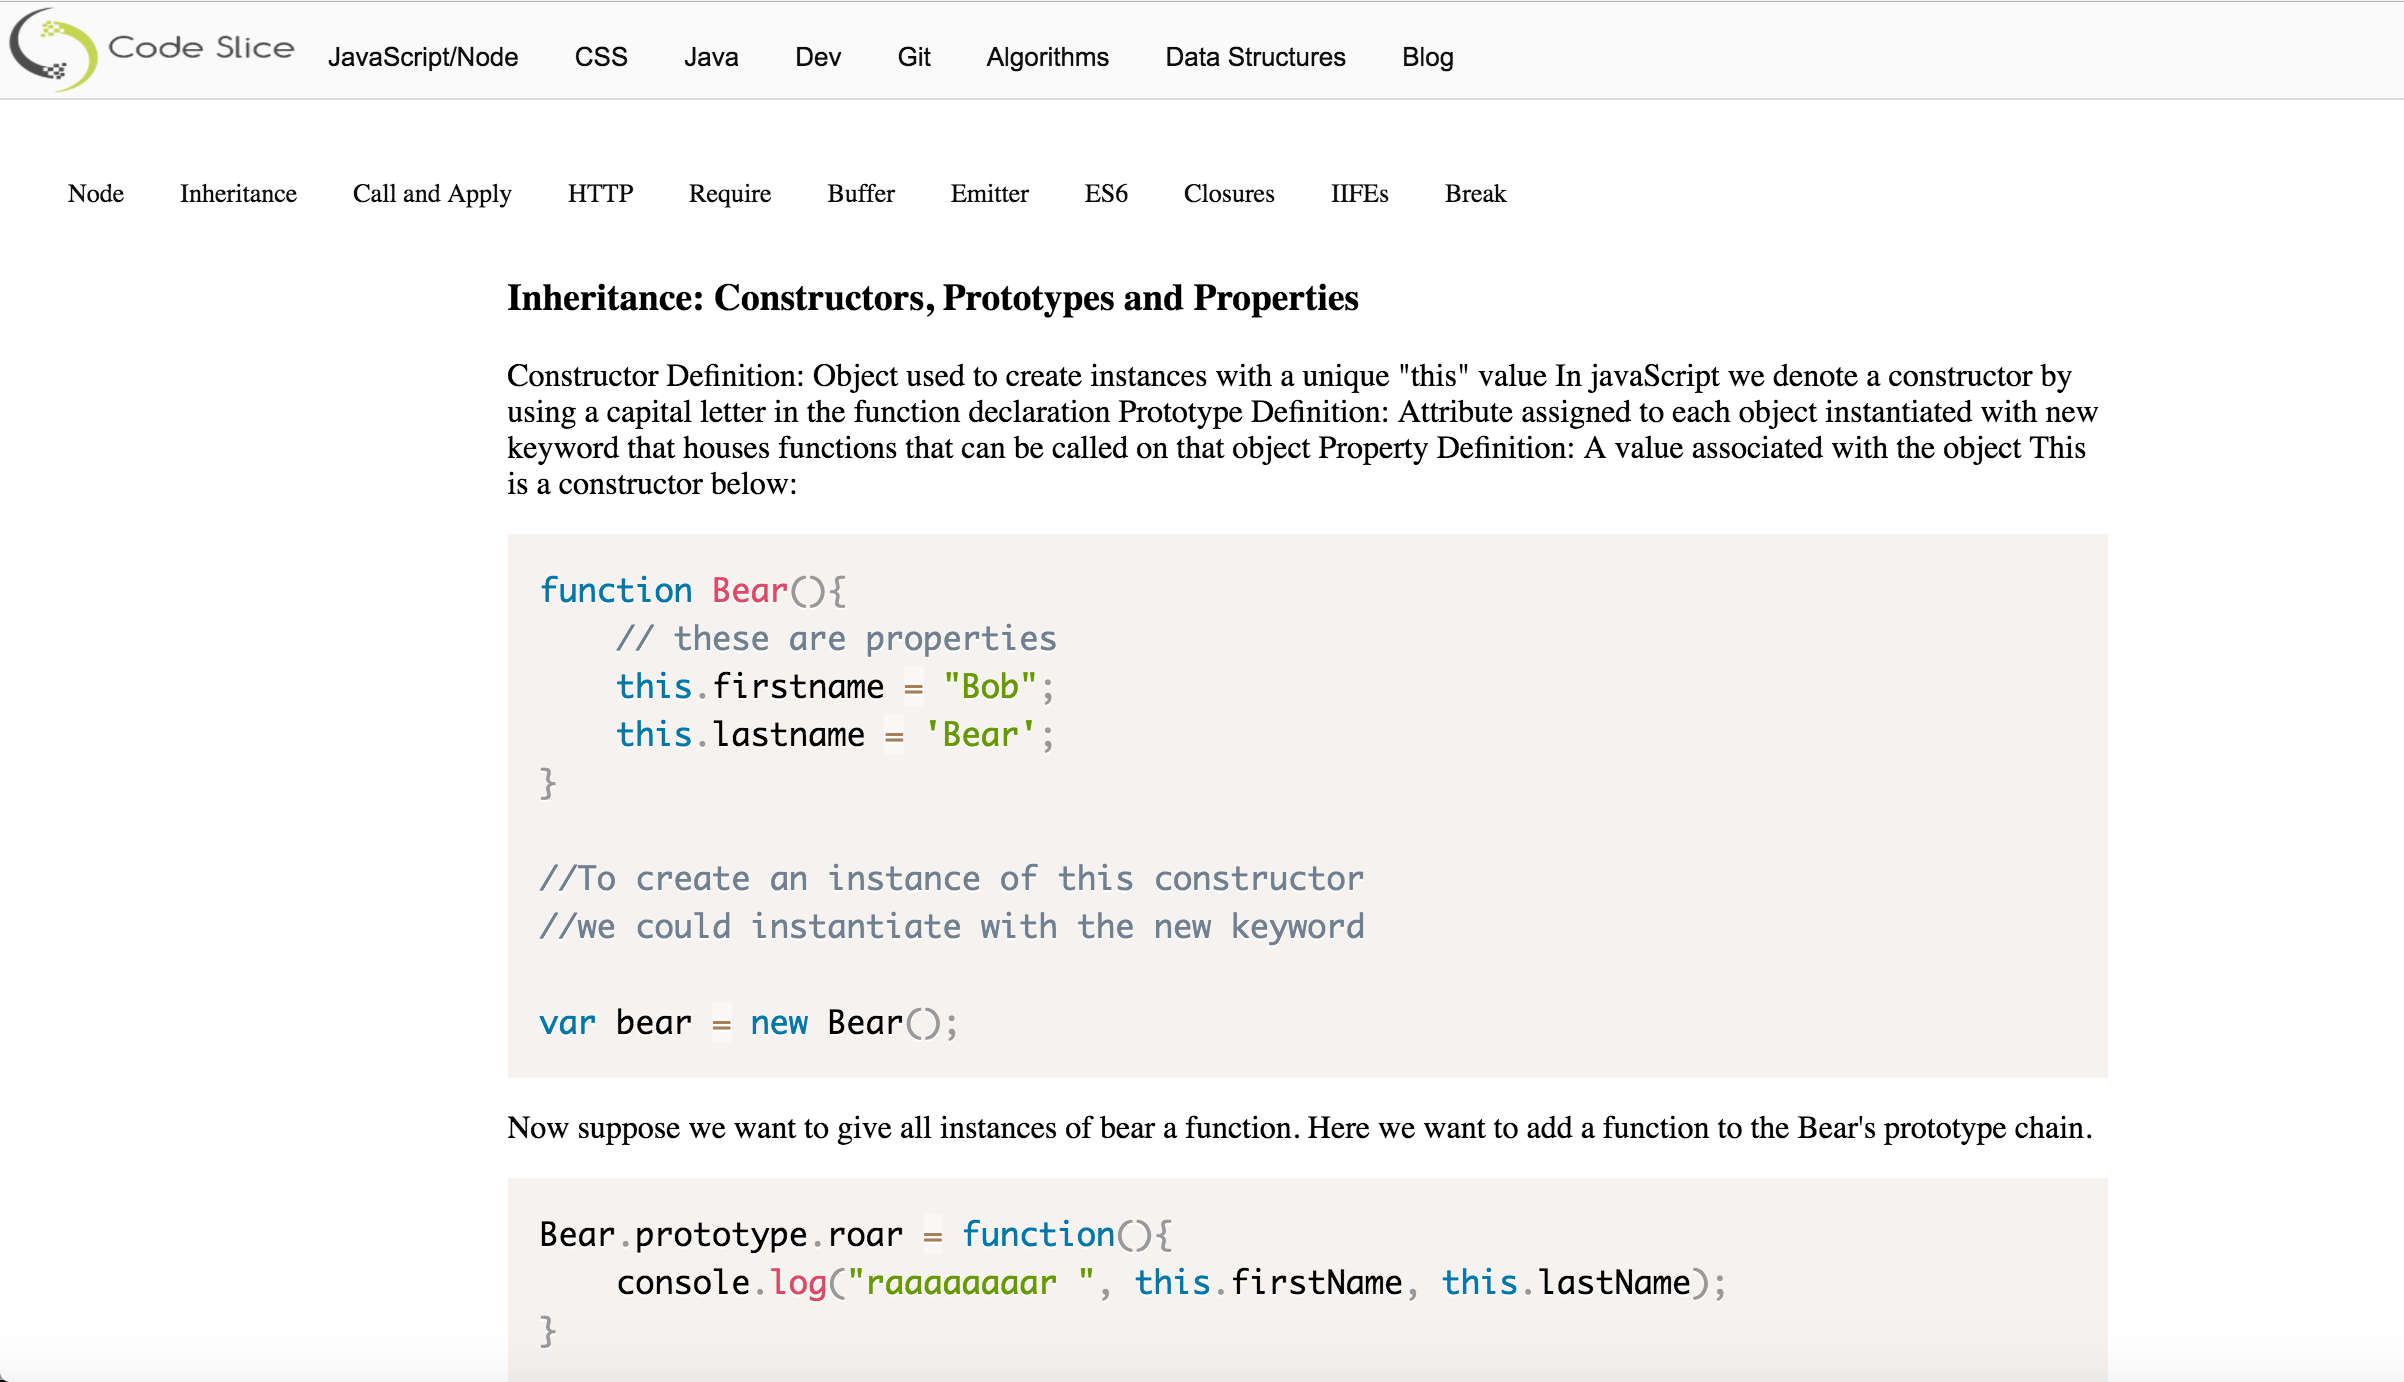 Code Slice JavaScript/Node CSS Java Dev Git Algorithms Data Structures Blog
Node Inheritance Call and Apply HTTP Require Buffer Emitter ES6 Closures IIFEs Break
Inheritance: Constructors, Prototypes and Properties
Constructor Definition: Object used to create instances with a unique "this" value In javaScript we denote a constructor by
using a capital letter in the function declaration Prototype Definition: Attribute assigned to each object instantiated with new
keyword that houses functions that can be called on that object Property Definition: A value associated with the object This
is a constructor below:
function Bear(){
    // these are properties
    this.firstname = "Bob";
    this.lastname = 'Bear';
}
//To create an instance of this constructor
//we could instantiate with the new keyword
var bear = new Bear();
Now suppose we want to give all instances of bear a function. Here we want to add a function to the Bear's prototype chain.
Bear.prototype.roar = function(){
    console.log("raaaaaaaar ", this.firstName, this.lastName);
}